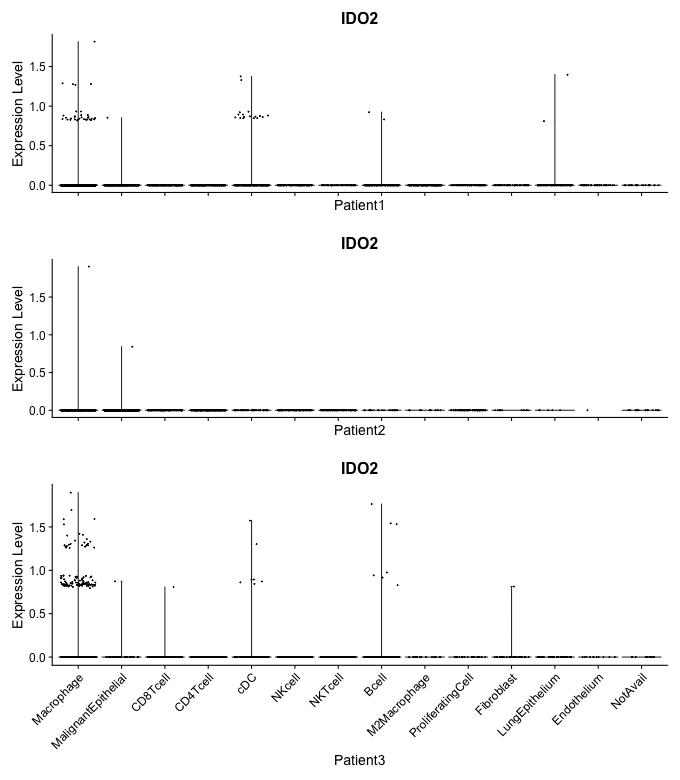 IDO2
Expression Level
1.5
1.0
0.5
0.0
Patient1
IDO2
Expression Level
1.5
1.0
0.5
0.0
Patient2
IDO2
Expression Level
1.5
1.0
0.5
0.0
Macrophage
MalignantEpithelial
CD8Tcell
CD4Tcell
cDC
NKcell
NKTcell
Bcell
M2Macrophage
ProliferatingCell
Fibroblast
LungEpithelium
Endothelium
NotAvail
Patient3